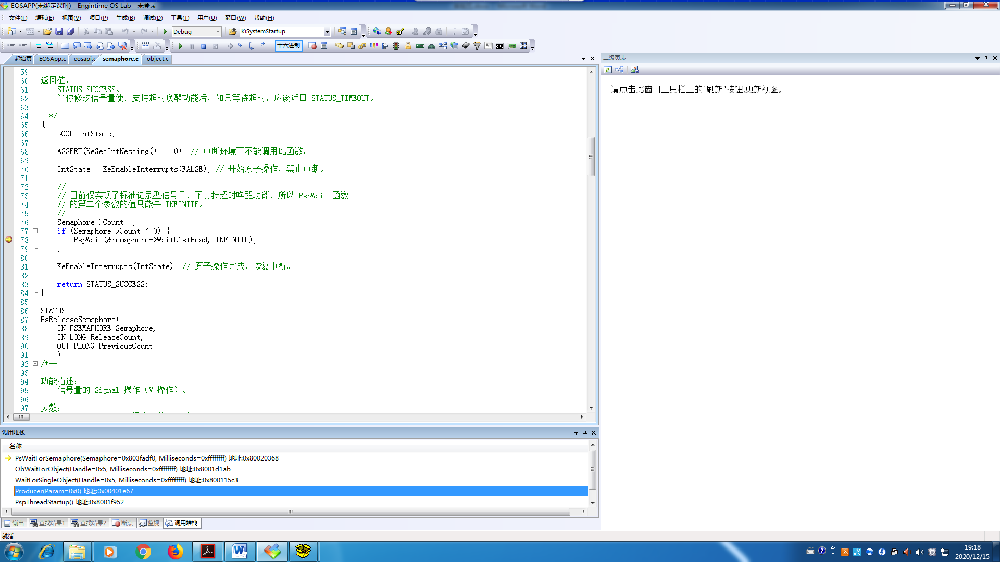 EOSAPP(未绑定课时) - Engintime OS Lab - 未登录
文件(F) 编辑(E) 视图(V) 项目(P) 生成(B) 调试(D) 工具(T) 用户(U) 窗口(W) 帮助(H)
Debug KiSystemStartup
十六进制
起始页 EOSApp.c eosapi.c semaphore.c object.c
59
60 返回值:
61 STATUS_SUCCESS。
62 当你修改信号量使之支持超时唤醒功能后，如果等待超时，应该返回 STATUS_TIMEOUT。
63
64 --*/
65 {
66 BOOL IntState;
67
68 ASSERT(KeGetIntNesting() == 0); // 中断环境下不能调用此函数。
69
70 IntState = KeEnableInterrupts(FALSE); // 开始原子操作，禁止中断。
71
72 //
73 // 目前仅实现了标准记录型信号量，不支持超时唤醒功能，所以 PspWait 函数
74 // 的第二个参数的值只能是 INFINITE。
75 //
76 Semaphore->Count--;
77 if (Semaphore->Count < 0) {
78 PspWait(&Semaphore->WaitListHead, INFINITE);
79 }
80
81 KeEnableInterrupts(IntState); // 原子操作完成，恢复中断。
82
83 return STATUS_SUCCESS;
84 }
85
86 STATUS
87 PsReleaseSemaphore(
88 IN PSEMAPHORE Semaphore,
89 IN LONG ReleaseCount,
90 OUT PLONG PreviousCount
91 )
92 /*++
93
94 功能描述:
95 信号量的 Signal 操作（V 操作）。
96
97 参数:
二级页表
请点击此窗口工具栏上的"刷新"按钮,更新视图。
调用堆栈
名称
PsWaitForSemaphore(Semaphore=0x803fadf0, Milliseconds=0xffffffff) 地址:0x80020368
ObWaitForObject(Handle=0x5, Milliseconds=0xffffffff) 地址:0x8001d1ab
WaitForSingleObject(Handle=0x5, Milliseconds=0xffffffff) 地址:0x800115c3
Producer(Param=0x0) 地址:0x00401e67
PspThreadStartup() 地址:0x8001f952
输出 查找结果1 查找结果2 断点 监视 调用堆栈
就绪
19:18
2020/12/15